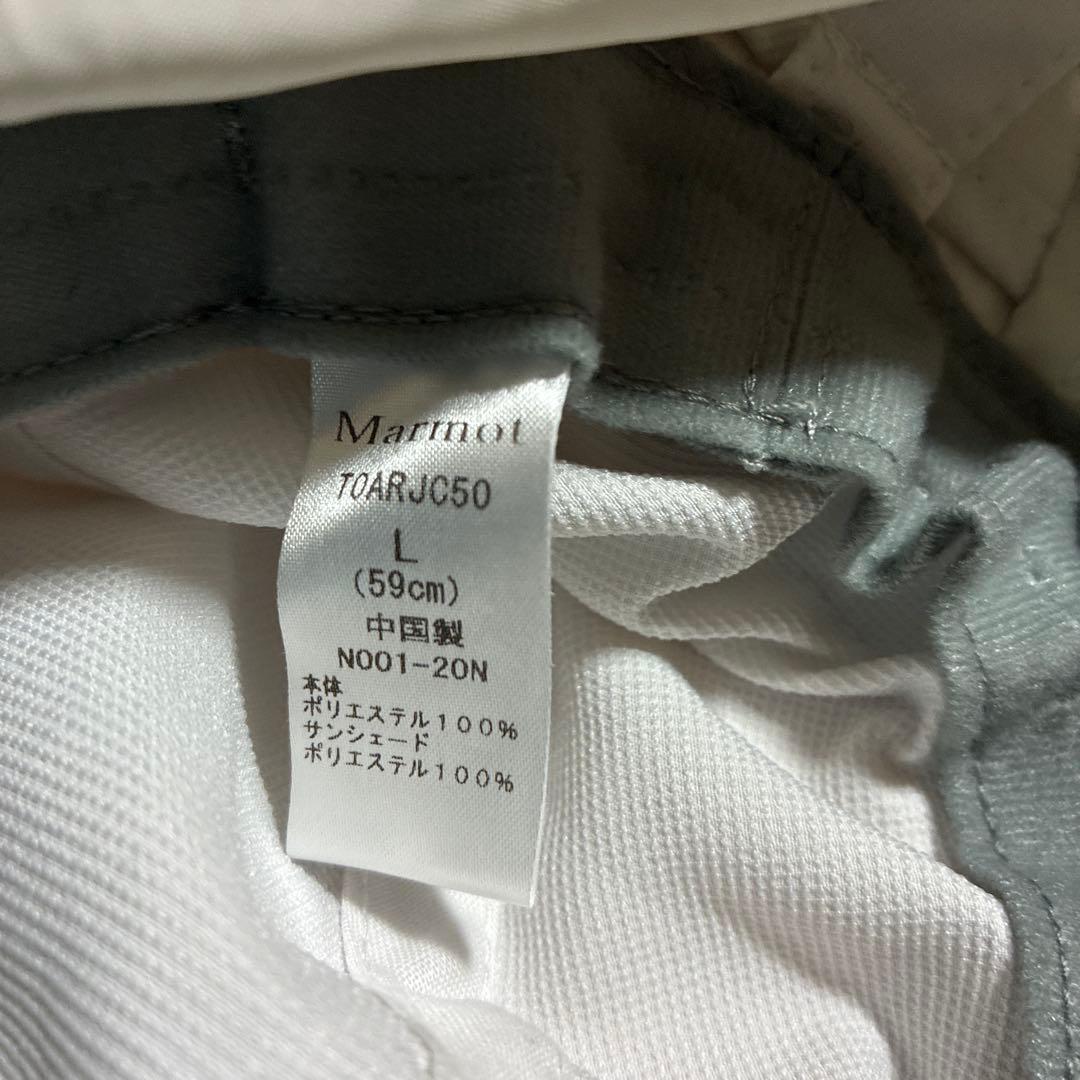 Marmot
TOARJC50
L
(59cm)
中国製
N001-20N
本体
ポリエステル１００％
サンシェード
ポリエステル１００％